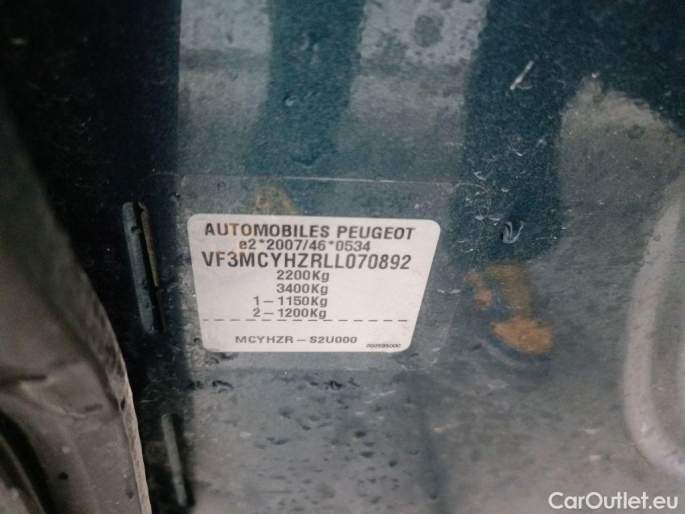 AUTOMOBILES PEUGEOT
e2*2007/46*0534
VF3MCYHZRLL070892
2200Kg
3400Kg
1-1150Kg
2-1200Kg
MCYHZR-S2U000
CarOutlet.eu